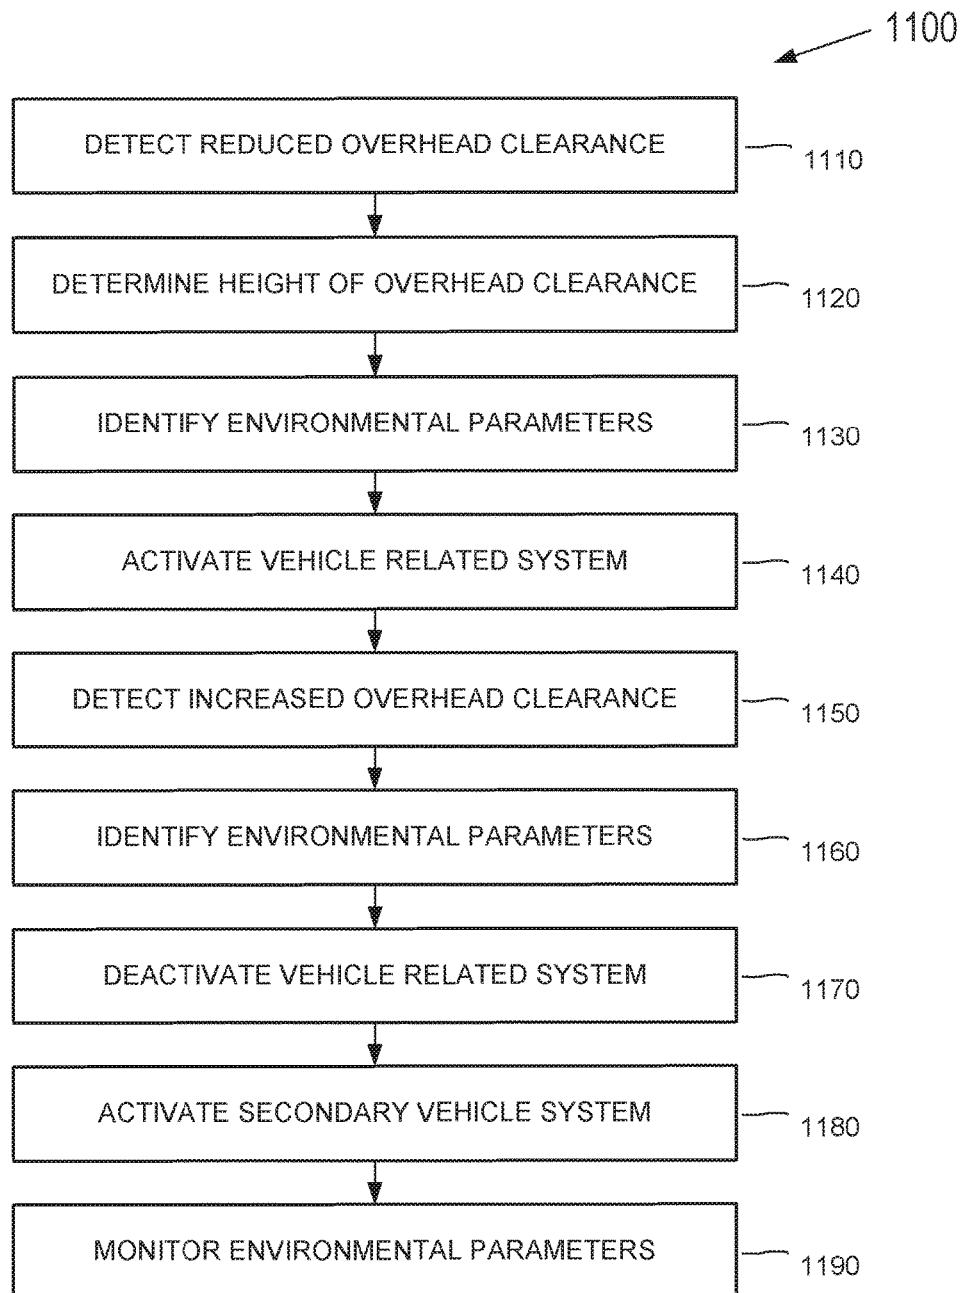 1100
DETECT REDUCED OVERHEAD CLEARANCE
1110
DETERMINE HEIGHT OF OVERHEAD CLEARANCE
1120
IDENTIFY ENVIRONMENTAL PARAMETERS
1130
ACTIVATE VEHICLE RELATED SYSTEM
1140
DETECT INCREASED OVERHEAD CLEARANCE
1150
IDENTIFY ENVIRONMENTAL PARAMETERS
1160
DEACTIVATE VEHICLE RELATED SYSTEM
1170
ACTIVATE SECONDARY VEHICLE SYSTEM
1180
MONITOR ENVIRONMENTAL PARAMETERS
1190